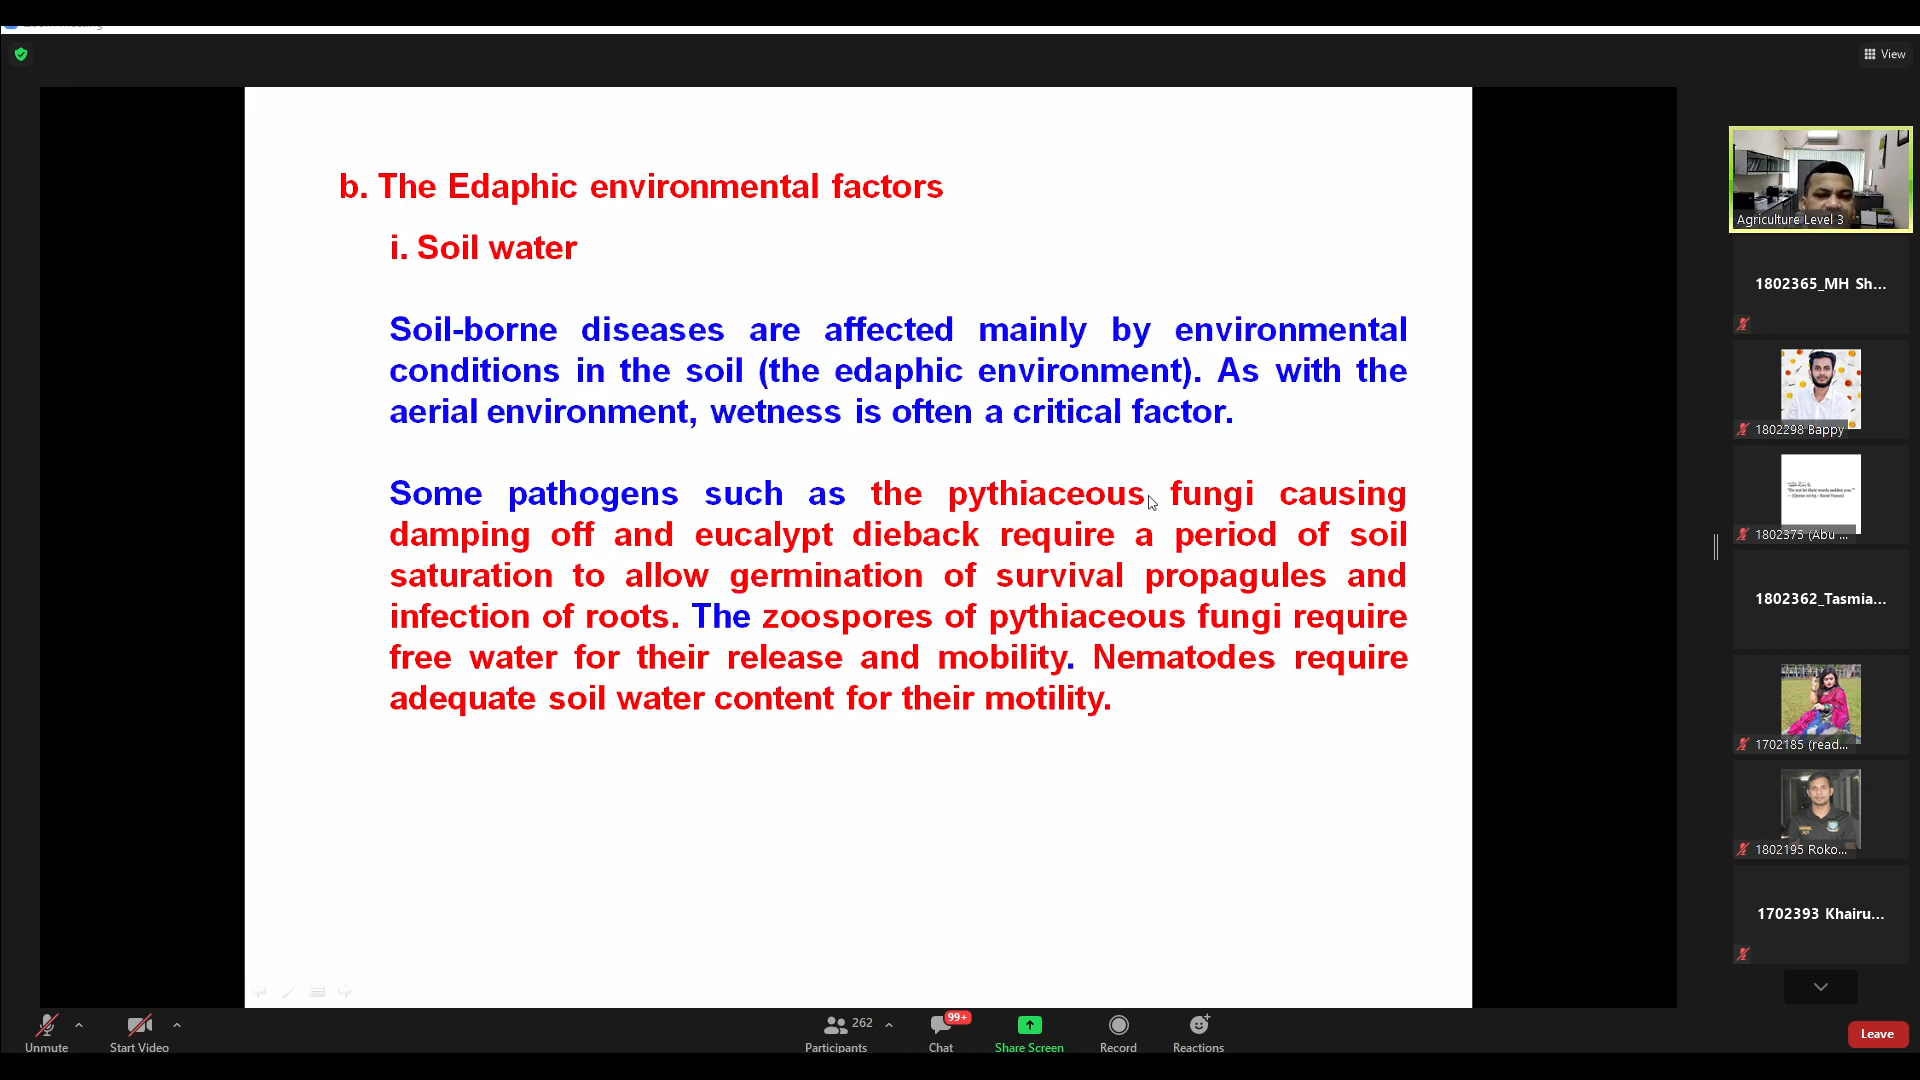 View
b. The Edaphic environmental factors
i. Soil water
Soil-borne diseases are affected mainly by environmental
conditions in the soil (the edaphic environment). As with the
aerial environment, wetness is often a critical factor.
Some pathogens such as the pythiaceous fungi causing
damping off and eucalypt dieback require a period of soil
saturation to allow germination of survival propagules and
infection of roots. The zoospores of pythiaceous fungi require
free water for their release and mobility. Nematodes require
adequate soil water content for their motility.
Agriculture Level 3
1802365_MH Sh...
1802298 Bappy
1802375 (Abu ...
1802362_Tasmia...
1702185 (read...
1802195 Roko...
1702393 Khairu...
Unmute
Start Video
262
Participants
99+
Chat
Share Screen
Record
Reactions
Leave